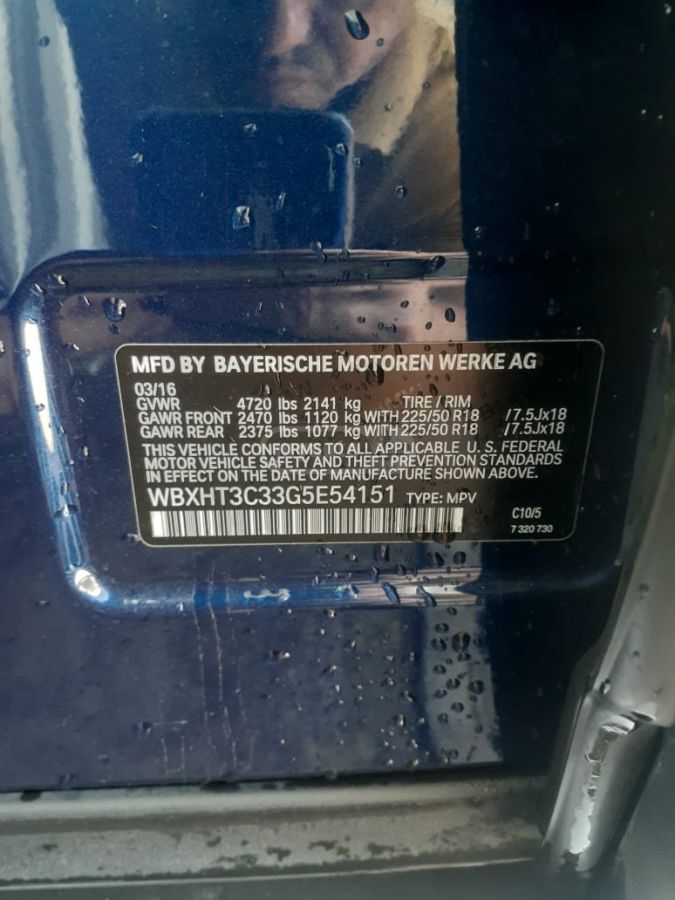 MFD BY BAYERISCHE MOTOREN WERKE AG
03/16
GVWR 4720 lbs 2141 kg TIRE / RIM
GAWR FRONT 2470 lbs 1120 kg WITH 225/50 R18 /7.5Jx18
GAWR REAR 2375 lbs 1077 kg WITH 225/50 R18 /7.5Jx18
THIS VEHICLE CONFORMS TO ALL APPLICABLE U. S. FEDERAL
MOTOR VEHICLE SAFETY AND THEFT PREVENTION STANDARDS
IN EFFECT ON THE DATE OF MANUFACTURE SHOWN ABOVE.
WBXHT3C33G5E54151 TYPE: MPV
C10/5
7 320 730